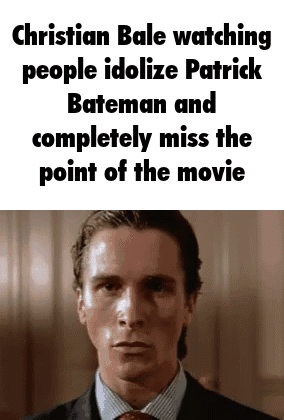 Christian Bale watching
people idolize Patrick
Bateman and
completely miss the
point of the movie